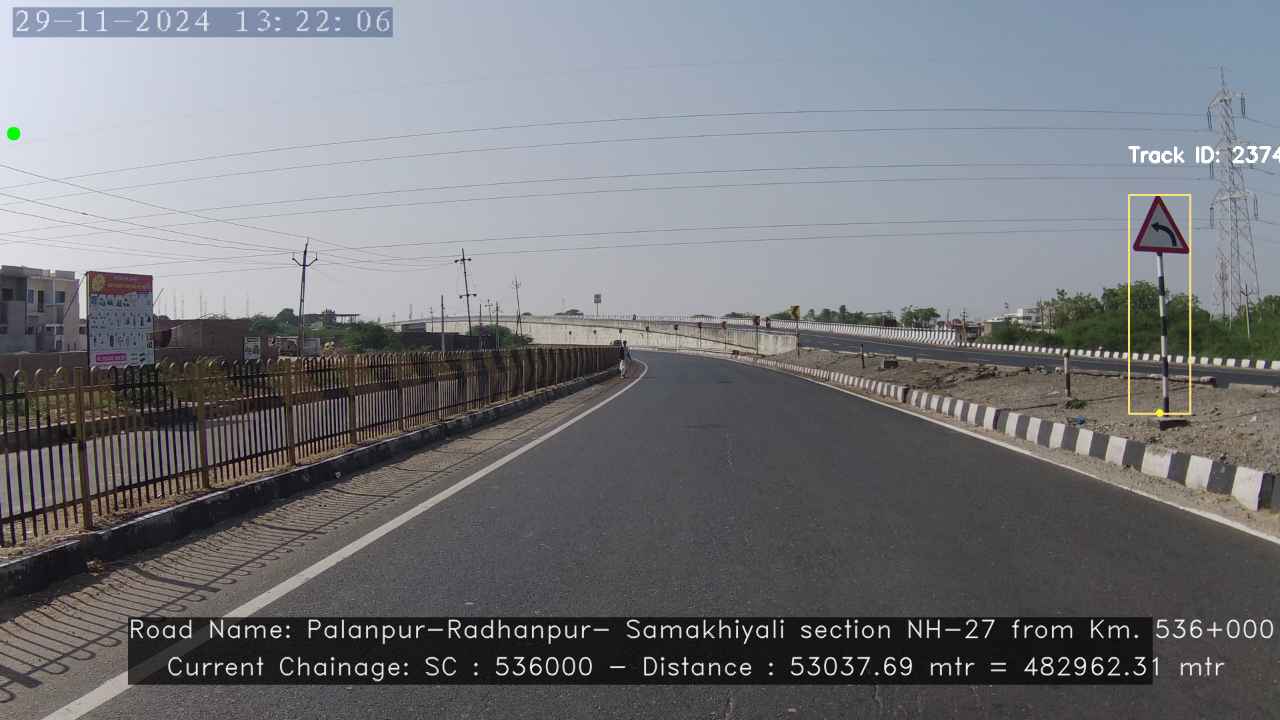 29-11-2024 13:22:06
Track ID: 2374
Road Name: Palanpur-Radhanpur- Samakhiyali section NH-27 from Km. 536+000
Current Chainage: SC : 536000 - Distance : 53037.69 mtr = 482962.31 mtr